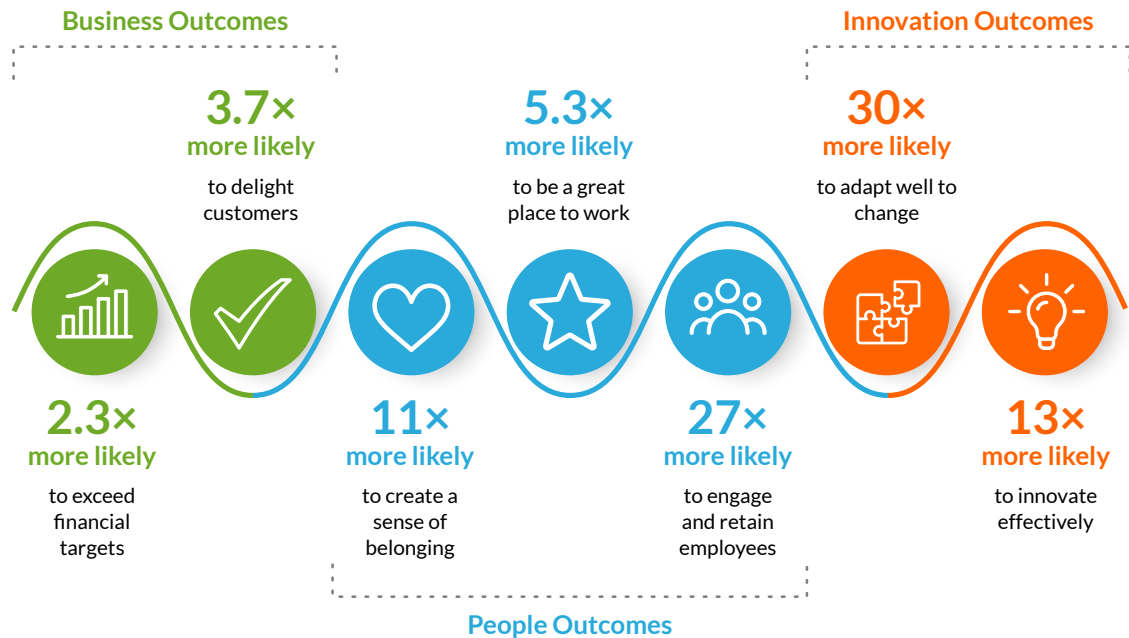 Business Outcomes
Innovation Outcomes
3.7×
more likely
to delight
customers
5.3×
more likely
to be a great
place to work
30×
more likely
to adapt well to
change
2.3×
more likely
to exceed
financial
targets
11×
more likely
to create a
sense of
belonging
27×
more likely
to engage
and retain
employees
13×
more likely
to innovate
effectively
People Outcomes